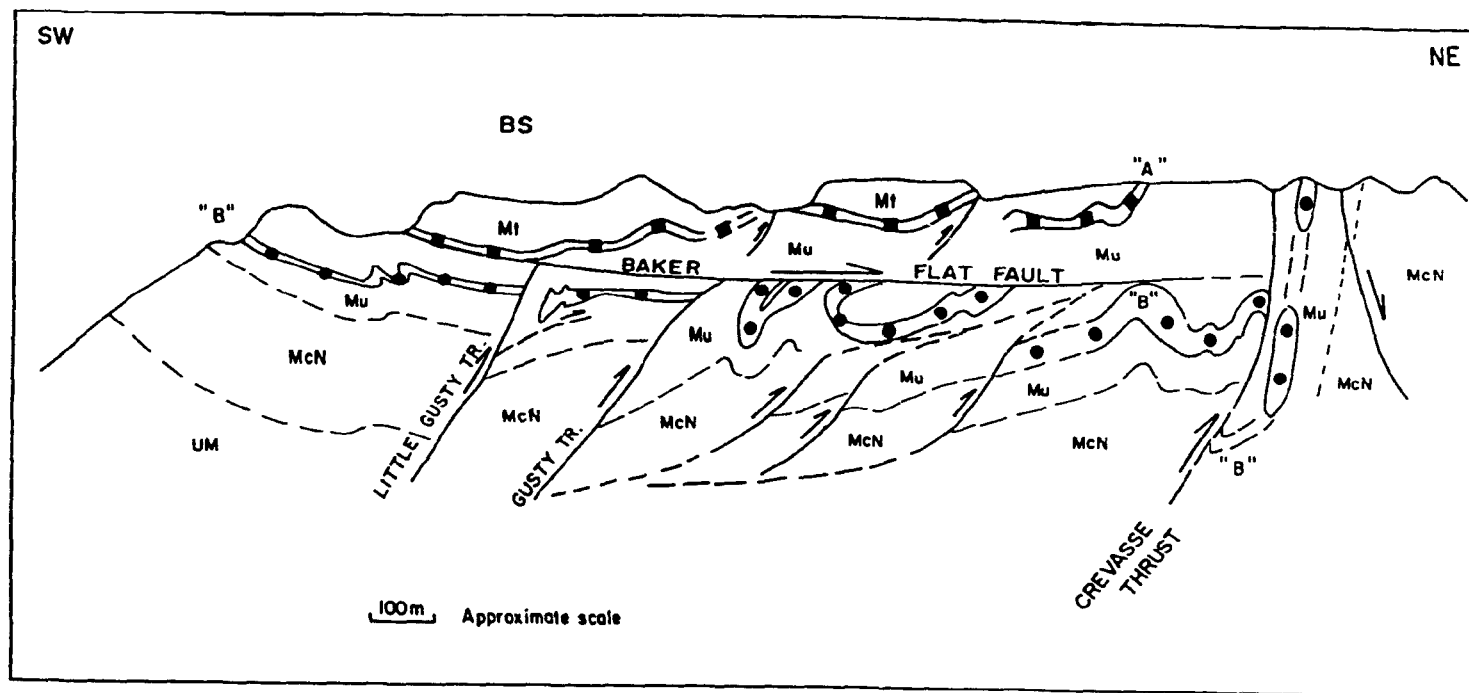 SW
NE
BS
"A"
"B"
Mt
Mt
Mu
Mu
BAKER FLAT FAULT
McN
Mu
"B"
Mu
Mu
McN
Mu
Mu
McN
UM
McN
McN
McN
McN
McN
LITTLE GUSTY TR.
GUSTY TR.
"B"
CREVASSE
THRUST
100m Approximate scale